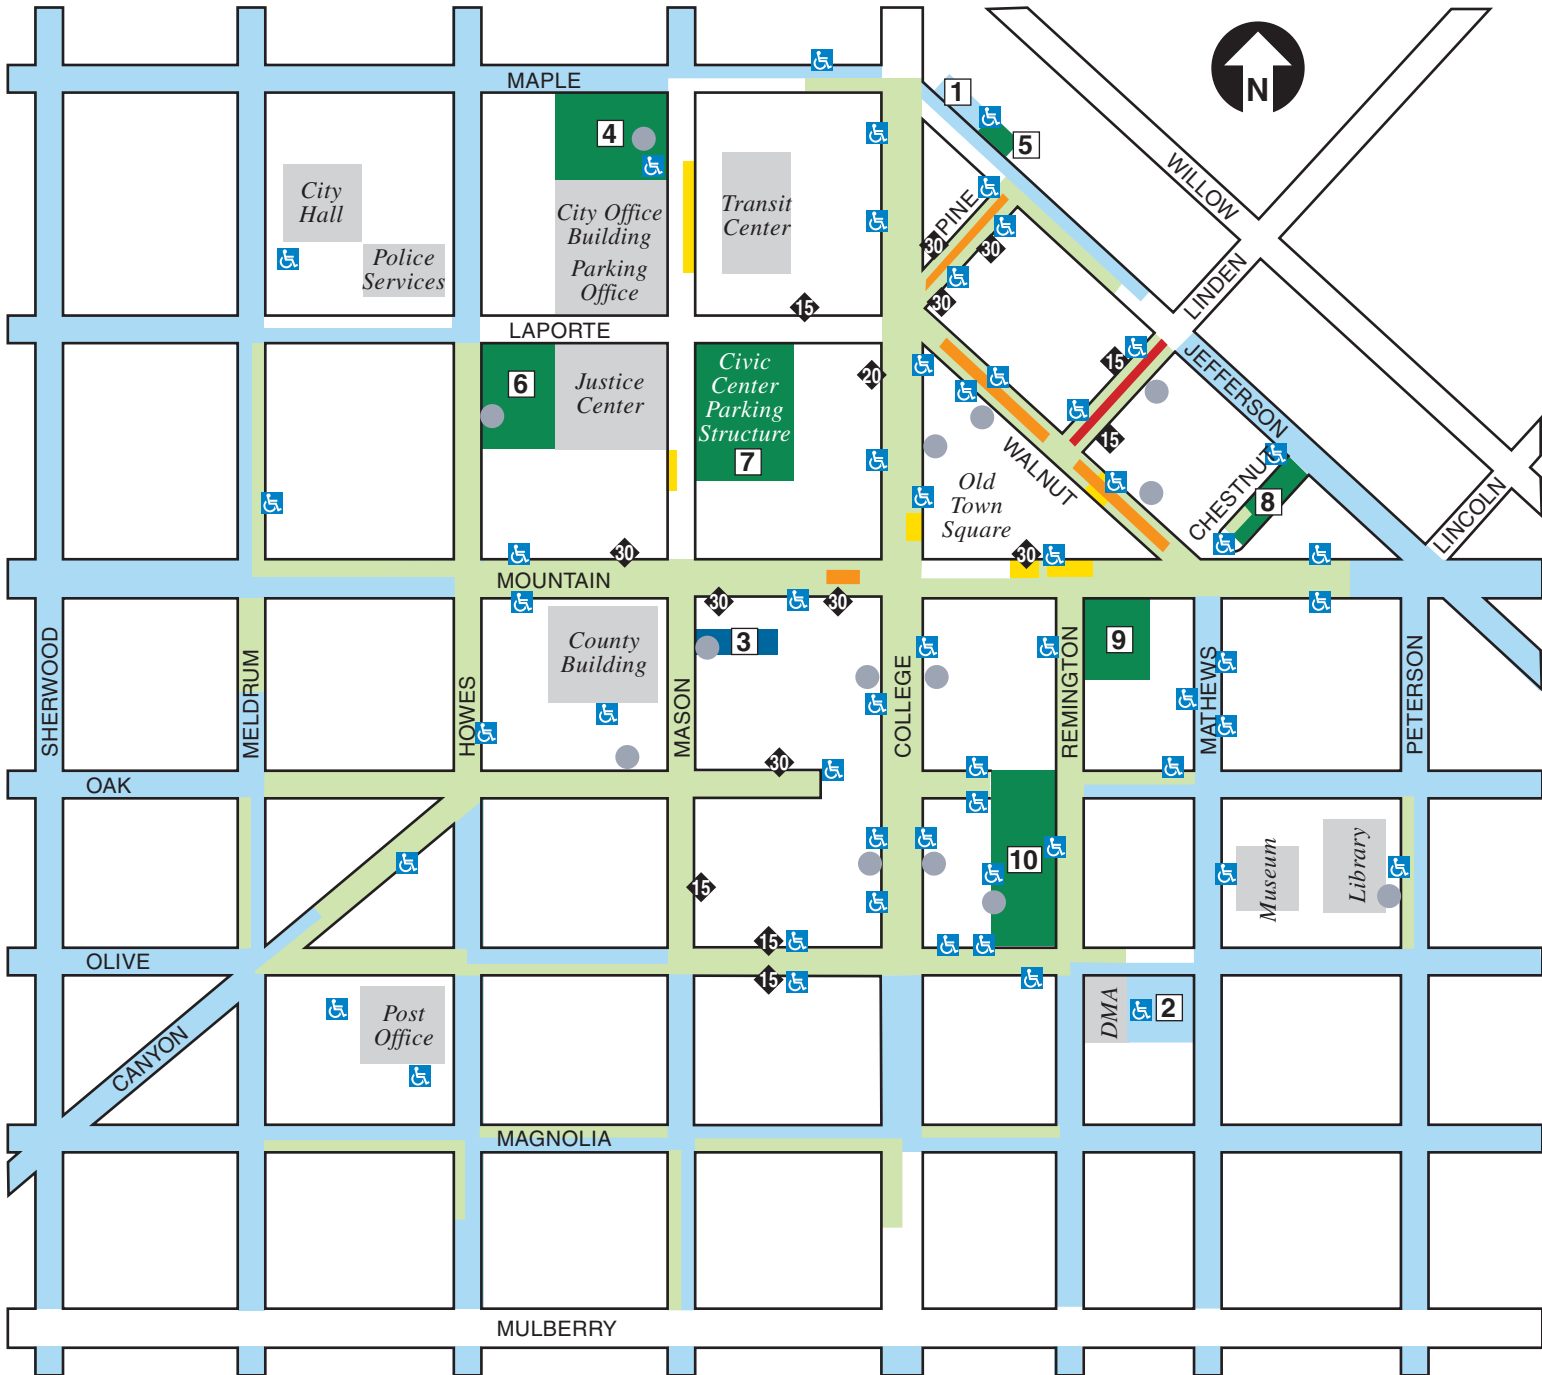 MAPLE
1
N
4
5
WILLOW
City
Hall
City Office
Building
Parking
Office
Transit
Center
PINE
30
30
30
Police
Services
LINDEN
15
LAPORTE
JEFFERSON
6
Justice
Center
Civic
Center
Parking
Structure
7
20
15
15
WALNUT
Old
Town
Square
CHESTNUT
8
LINCOLN
30
30
MOUNTAIN
30
30
SHERWOOD
MELDRUM
HOWES
County
Building
MASON
3
COLLEGE
REMINGTON
9
MATHEWS
PETERSON
30
OAK
10
Museum
Library
15
15
OLIVE
15
Post
Office
DMA
2
CANYON
MAGNOLIA
MULBERRY